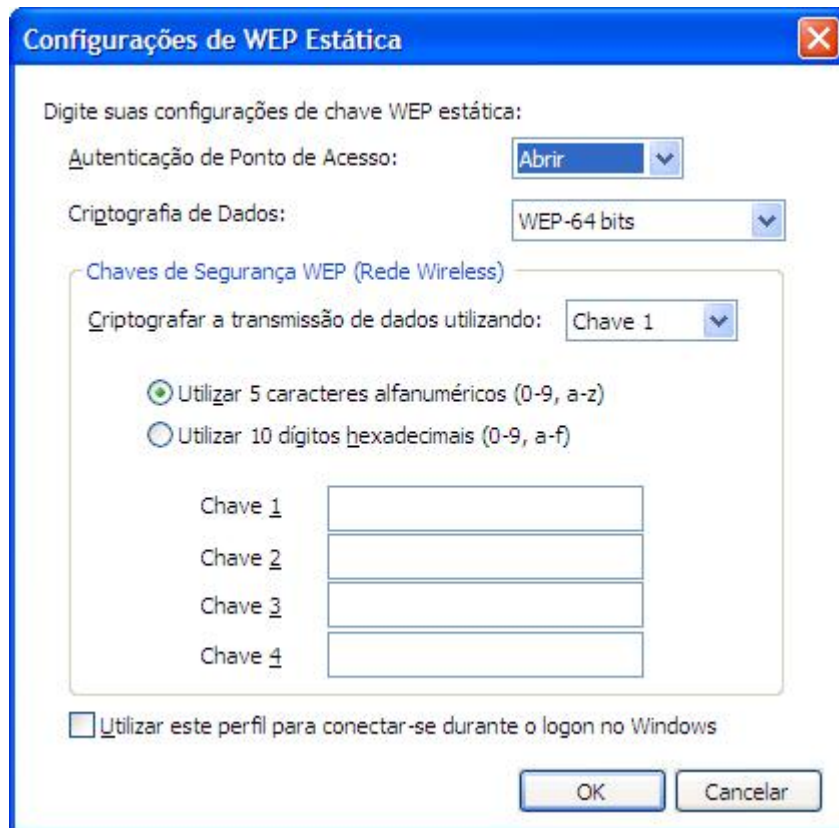 Configurações de WEP Estática
Digite suas configurações de chave WEP estática:
Autenticação de Ponto de Acesso: Abrir
Criptografia de Dados: WEP-64 bits
Chaves de Segurança WEP (Rede Wireless)
Criptografar a transmissão de dados utilizando: Chave 1
Utilizar 5 caracteres alfanuméricos (0-9, a-z)
Utilizar 10 dígitos hexadecimais (0-9, a-f)
Chave 1
Chave 2
Chave 3
Chave 4
Utilizar este perfil para conectar-se durante o logon no Windows
OK Cancelar